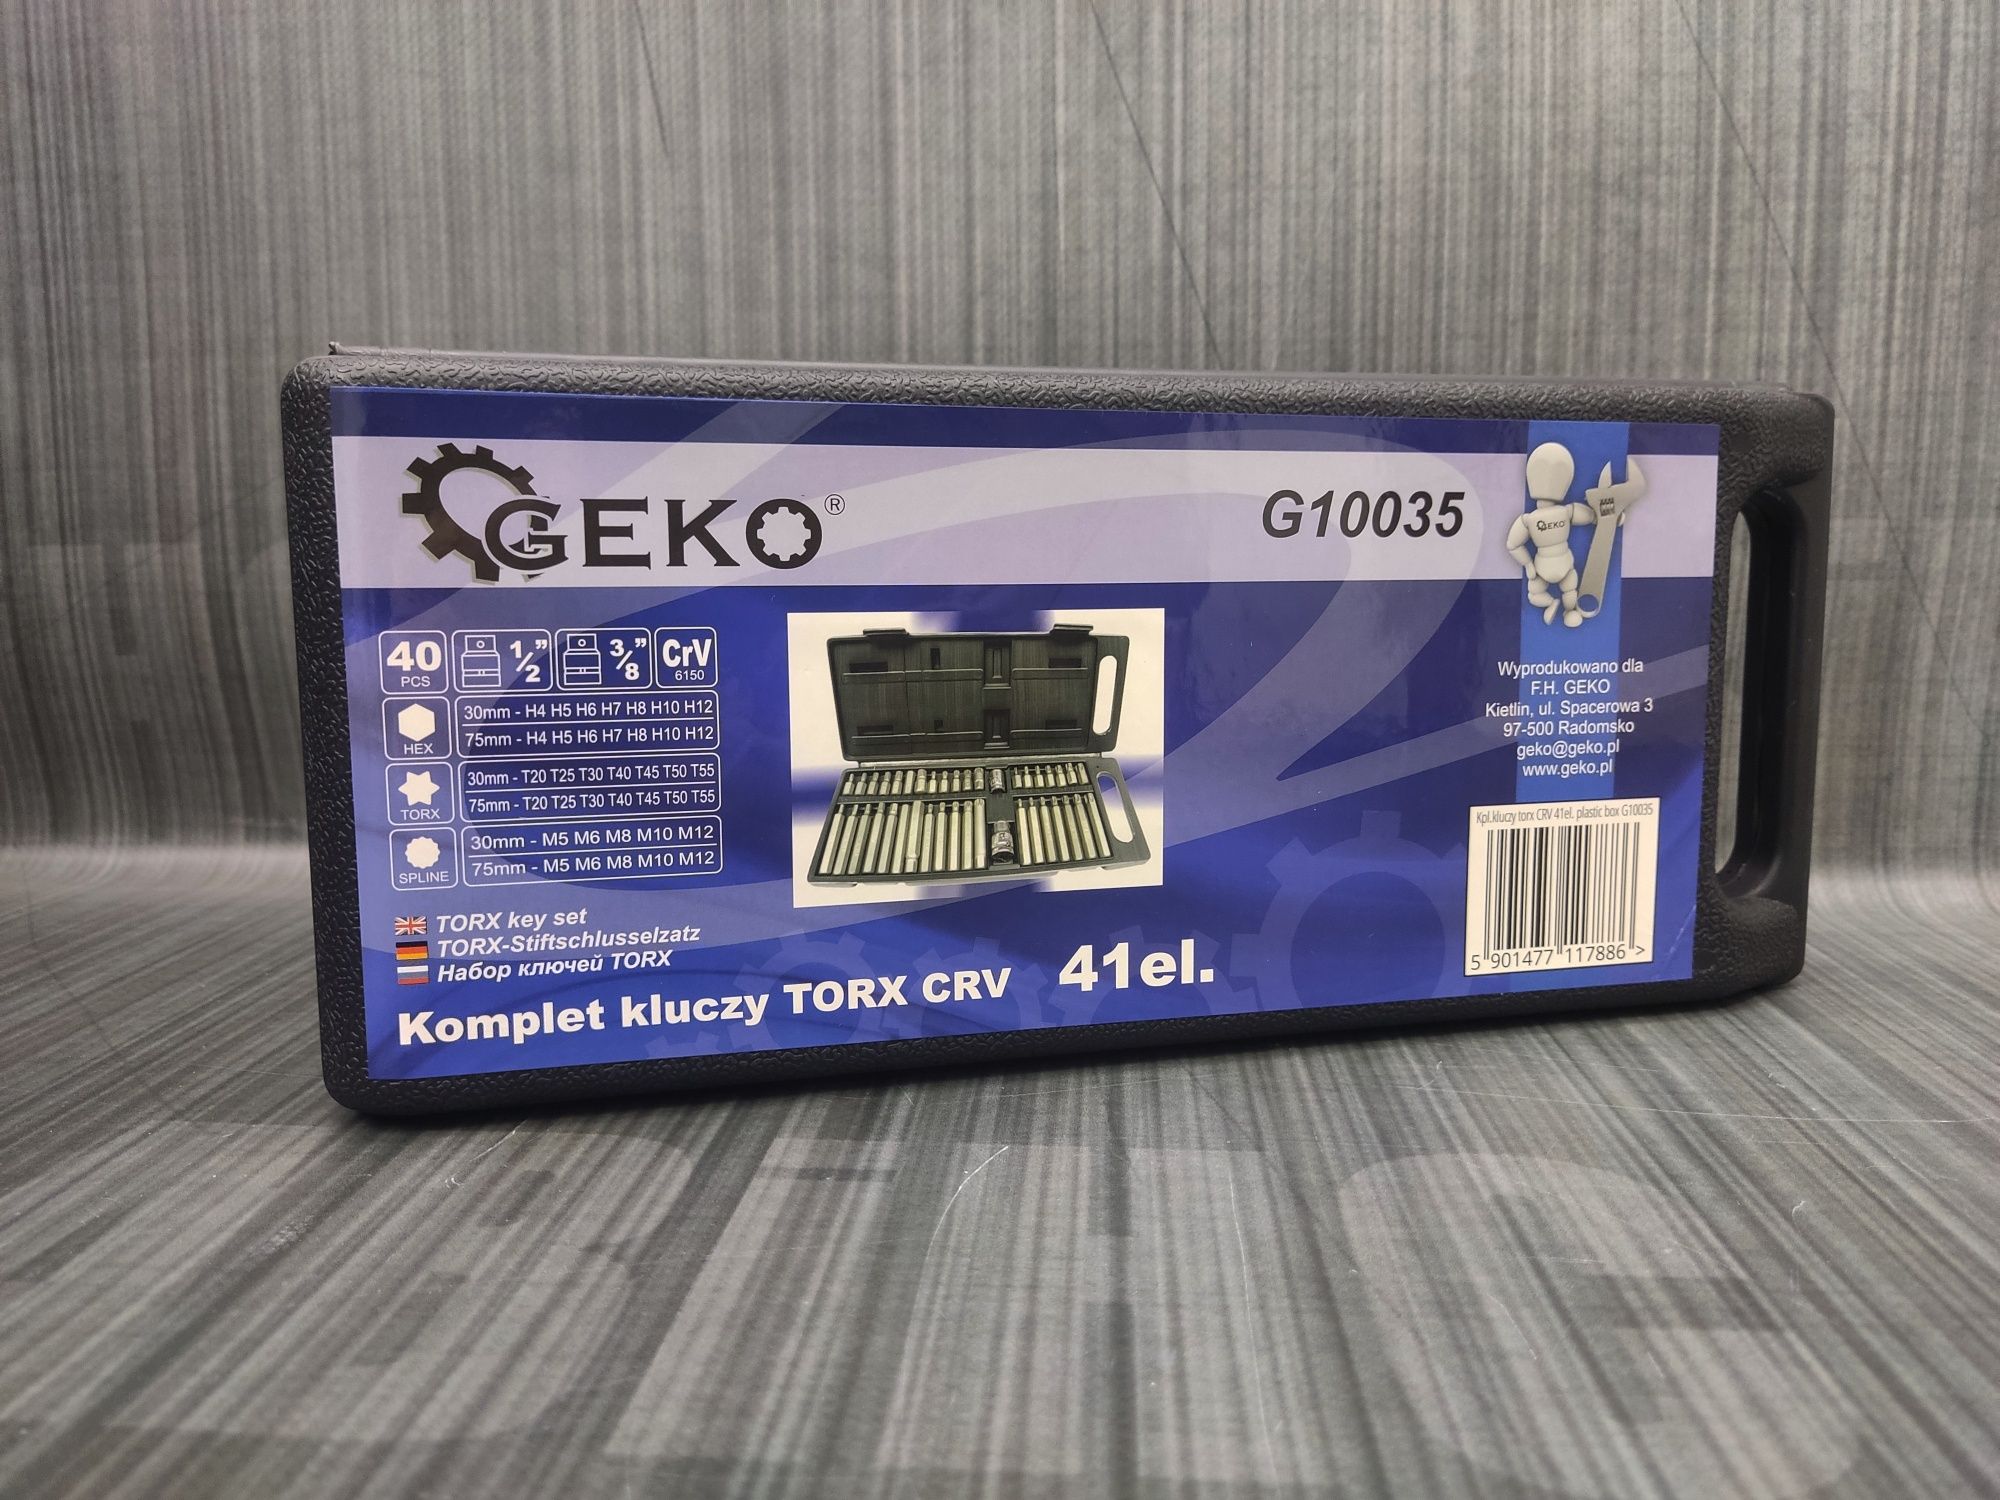 GEKO®
G10035
GEKO
40 PCS
1/2”
3/8”
CrV 6150
HEX
30mm - H4 H5 H6 H7 H8 H10 H12
75mm - H4 H5 H6 H7 H8 H10 H12
TORX
30mm - T20 T25 T30 T40 T45 T50 T55
75mm - T20 T25 T30 T40 T45 T50 T55
SPLINE
30mm - M5 M6 M8 M10 M12
75mm - M5 M6 M8 M10 M12
TORX key set
TORX-Stiftschlusselzatz
Набор ключей TORX
Komplet kluczy TORX CRV 41el.
Wyprodukowano dla
F.H. GEKO
Kietlin, ul. Spacerowa 3
97-500 Radomsko
geko@geko.pl
www.geko.pl
Kpl.kluczy torx CRV 41el. plastic box G10035
5 901477 117886 >